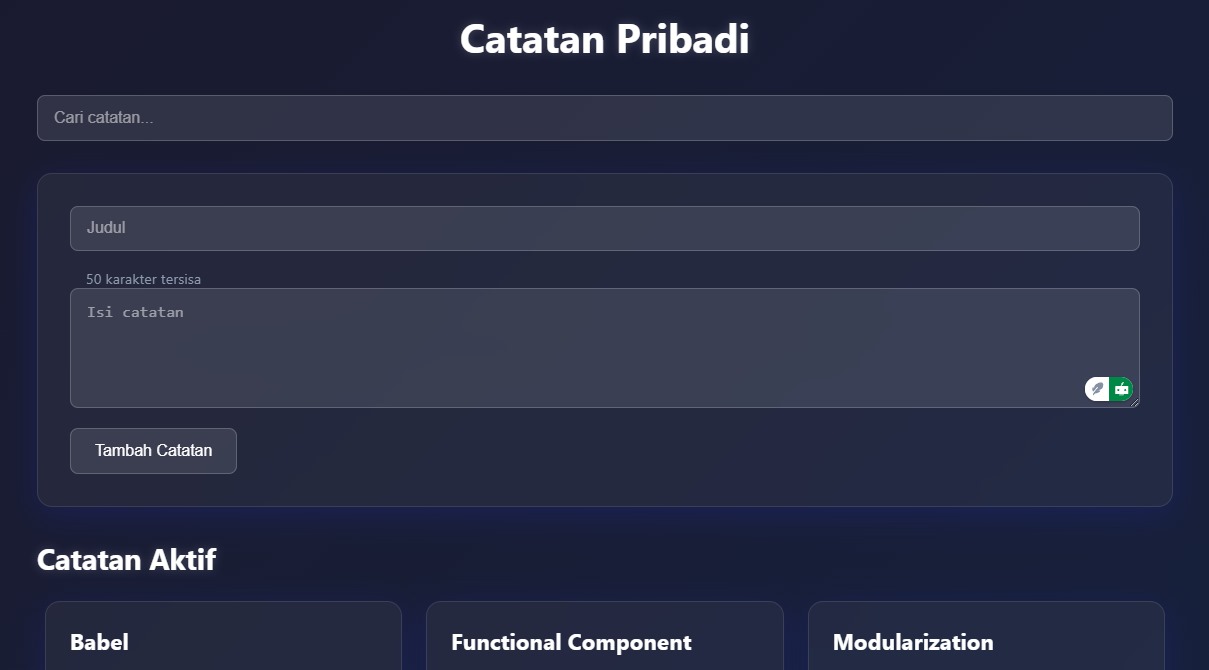 Catatan Pribadi
Cari catatan...
Judul
50 karakter tersisa
Isi catatan
Tambah Catatan
Catatan Aktif
Babel
Functional Component
Modularization